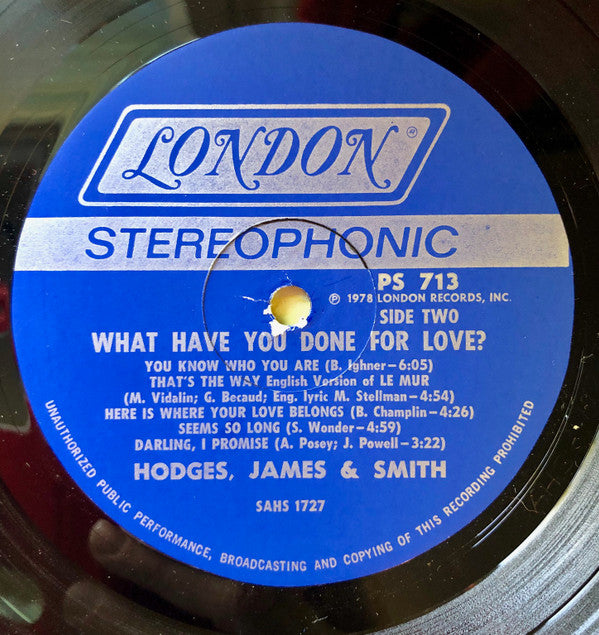 LONDON®
STEREOPHONIC
PS 713
℗ 1978 LONDON RECORDS, INC.
SIDE TWO
WHAT HAVE YOU DONE FOR LOVE?
YOU KNOW WHO YOU ARE (B. Ighner—6:05)
THAT'S THE WAY English Version of LE MUR
(M. Vidalin; G. Becaud; Eng. lyric M. Stellman—4:54)
HERE IS WHERE YOUR LOVE BELONGS (B. Champlin—4:26)
SEEMS SO LONG (S. Wonder—4:59)
DARLING, I PROMISE (A. Posey; J. Powell—3:22)
HODGES, JAMES & SMITH
SAHS 1727
UNAUTHORIZED PUBLIC PERFORMANCE, BROADCASTING AND COPYING OF THIS RECORDING PROHIBITED